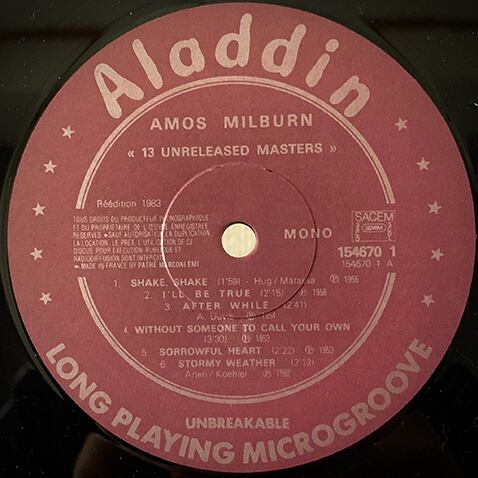 Aladdin
AMOS MILBURN
« 13 UNRELEASED MASTERS »
Réédition 1983
TOUS DROITS DU PRODUCTEUR PHONOGRAPHIQUE
ET DU PROPRIETAIRE DE L'ŒUVRE ENREGISTREE
RESERVES • SAUF AUTORISATION LA DUPLICATION,
LA LOCATION, LE PRET, L'UTILISATION DE CE
DISQUE POUR EXECUTION PUBLIQUE ET
RADIODIFFUSION SONT INTERDITS
MADE IN FRANCE BY PATHE MARCONI EMI
MONO
SACEM
SDRM
154670 1
154670 1 A
1. SHAKE, SHAKE (1'59) - Hug / Matassa ℗ 1956
2. I'LL BE TRUE (2'15) ℗ 1956
3. AFTER WHILE (2'41)
A. Davis ℗ 1954
4. WITHOUT SOMEONE TO CALL YOUR OWN
(3'30) ℗ 1953
5. SORROWFUL HEART (2'22) ℗ 1953
6. STORMY WEATHER (2'12)
Arlen / Koehler ℗ 1952
UNBREAKABLE
LONG PLAYING MICROGROOVE